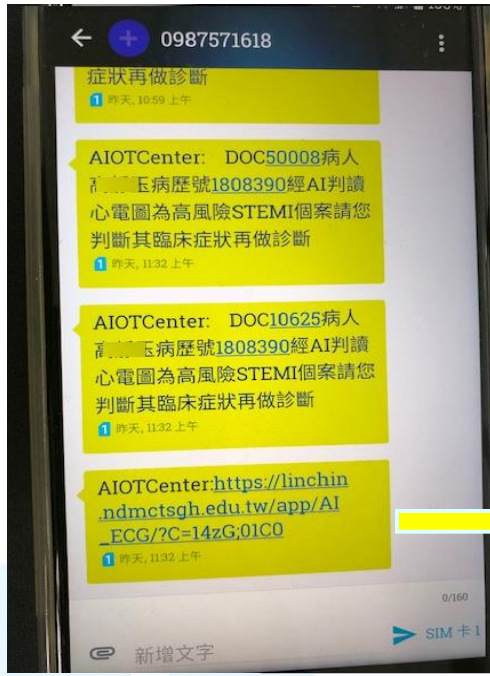 0987571618
症狀再做診斷
1 昨天, 10:59 上午
AIOTCenter: DOC50008病人
玉病歷號1808390經AI判讀
心電圖為高風險STEMI個案請您
判斷其臨床症狀再做診斷
1 昨天, 11:32 上午
AIOTCenter: DOC10625病人
玉病歷號1808390經AI判讀
心電圖為高風險STEMI個案請您
判斷其臨床症狀再做診斷
1 昨天, 11:32 上午
AIOTCenter:https://linchin
.ndmctsgh.edu.tw/app/AI
_ECG/?C=14zG;01C0
1 昨天, 11:32 上午
0/160
新增文字
SIM 卡 1